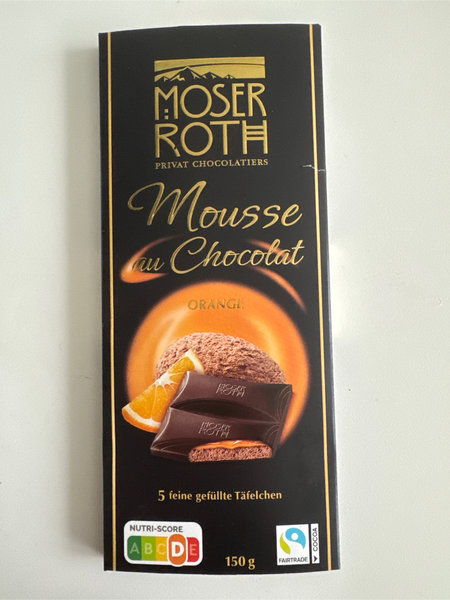 MOSER
ROTH
PRIVAT CHOCOLATIERS
Mousse
au Chocolat
ORANGE
MOSER
ROTH
MOSER
ROTH
5 feine gefüllte Täfelchen
NUTRI-SCORE
A B C D E
150 g
FAIRTRADE
COCOA